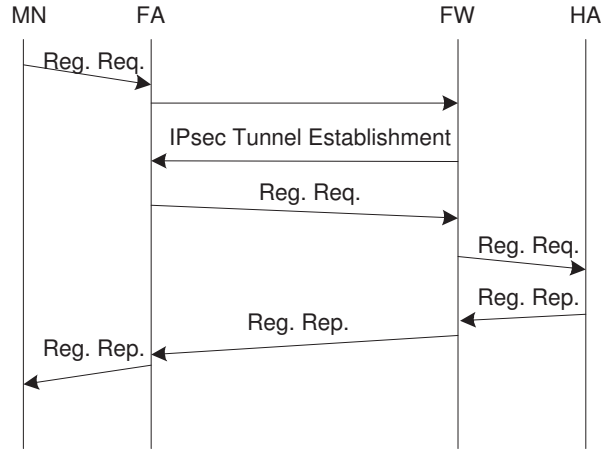 MN FA FW HA
Reg. Req.
IPsec Tunnel Establishment
Reg. Req.
Reg. Req.
Reg. Rep.
Reg. Rep.
Reg. Rep.